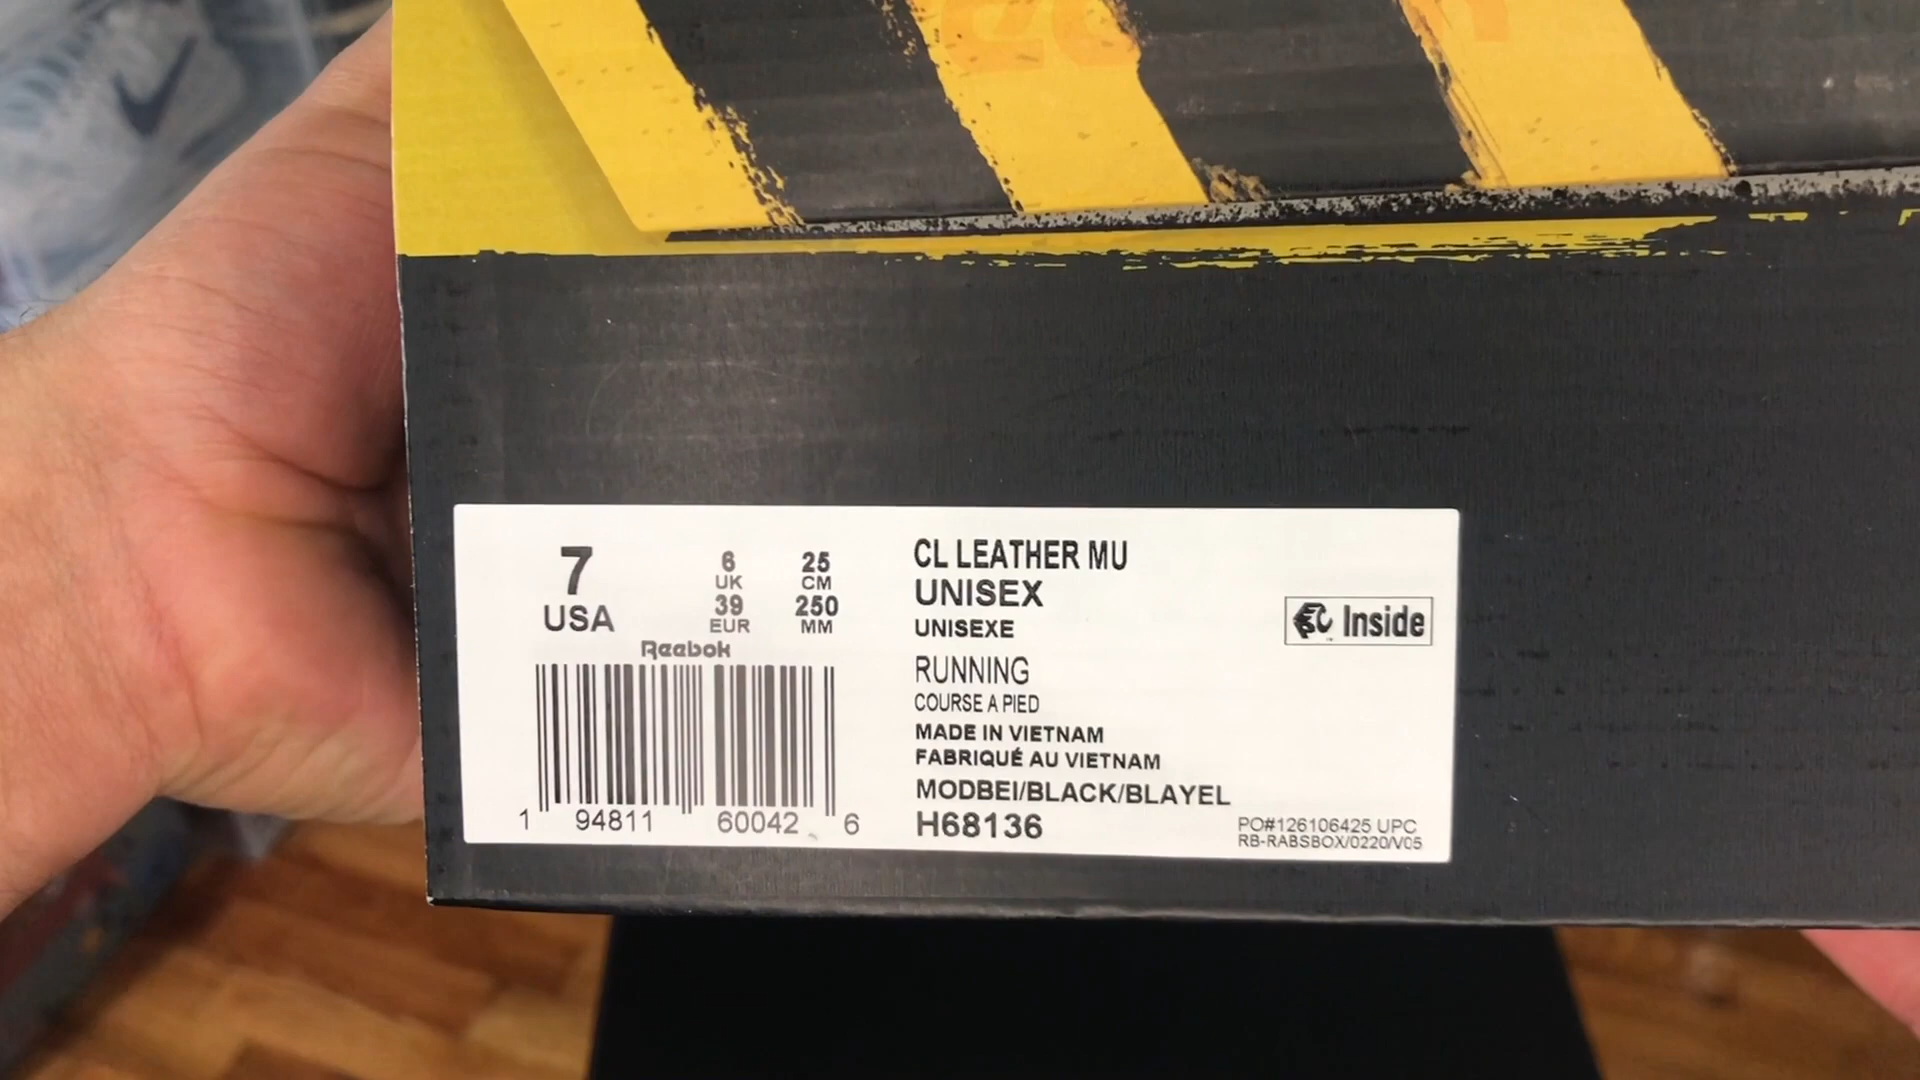 7
USA
6
UK
39
EUR
25
CM
250
MM
Reebok
1 94811 60042 6
CL LEATHER MU
UNISEX
UNISEXE
RUNNING
COURSE A PIED
MADE IN VIETNAM
FABRIQUÉ AU VIETNAM
MODBEI/BLACK/BLAYEL
H68136
Inside
PO#126106425 UPC
RB-RABSBOX/0220/V05